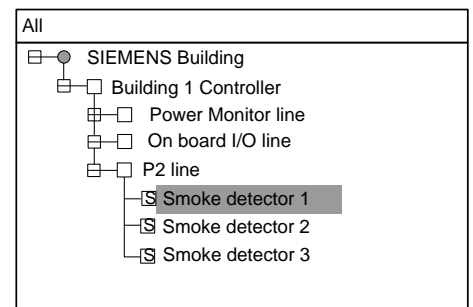 All
SIEMENS Building
Building 1 Controller
Power Monitor line
On board I/O line
P2 line
S Smoke detector 1
S Smoke detector 2
S Smoke detector 3